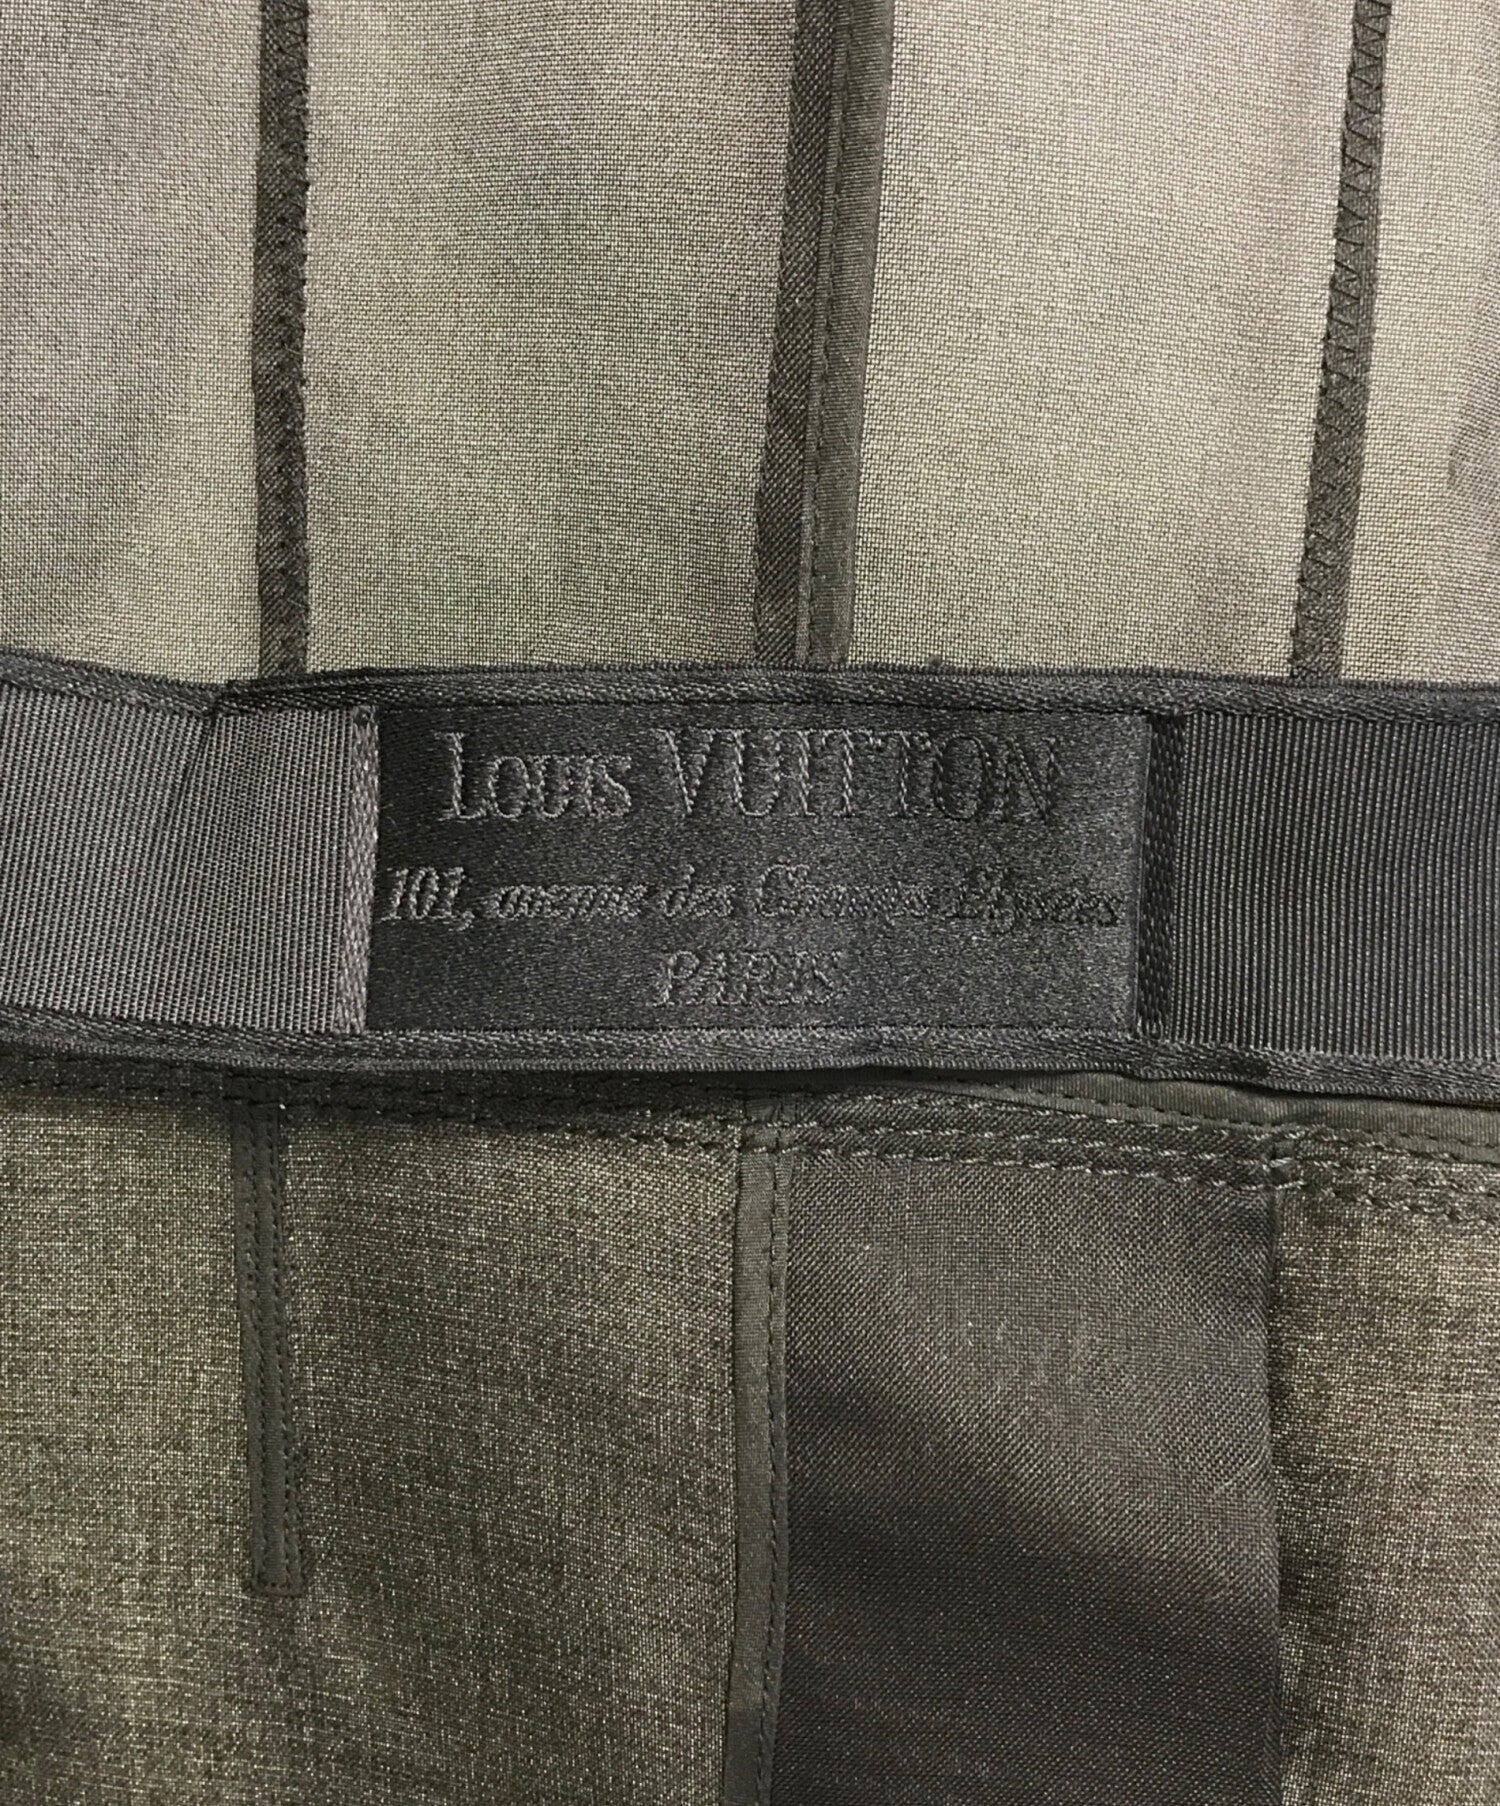 LOUIS VUITTON
101, avenue des Champs Elysées
PARIS